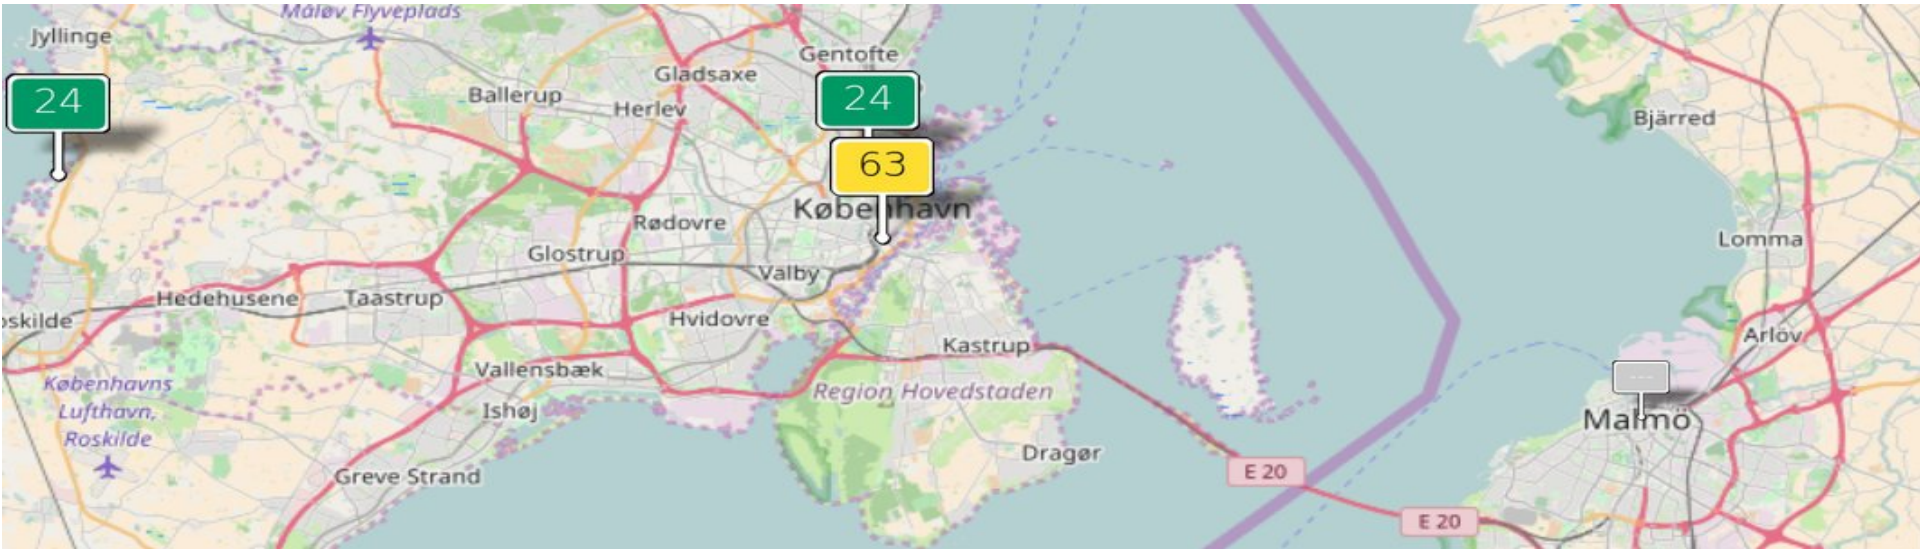 Måløv Flyveplads
Jyllinge
Gentofte
Gladsaxe
24
24
Ballerup
Herlev
Bjärred
63
København
Rødovre
Lomma
Glostrup
Valby
Hedehusene
Taastrup
oskilde
Hvidovre
Arlöv
Kastrup
Vallensbæk
---
Københavns
Lufthavn,
Roskilde
Region Hovedstaden
Ishøj
Malmö
Dragør
Greve Strand
E 20
E 20